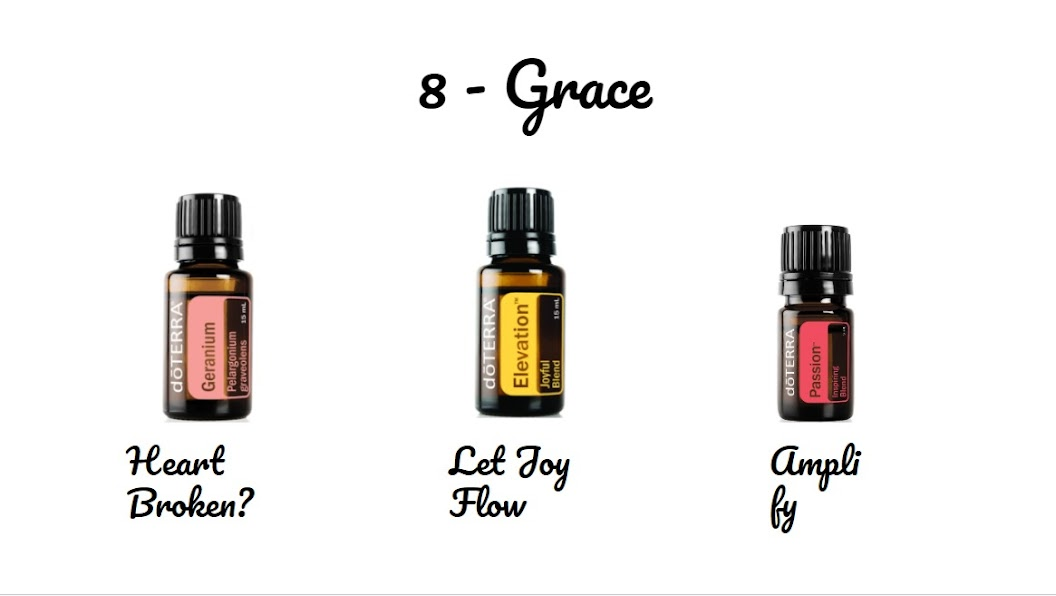 8 - Grace
dōTERRA
Geranium
Pelargonium
graveolens
15 mL
dōTERRA
Elevation™
Joyful
Blend
15 mL
dōTERRA
Passion™
Inspiring
Blend
Heart
Broken?
Let Joy
Flow
Ampli
fy